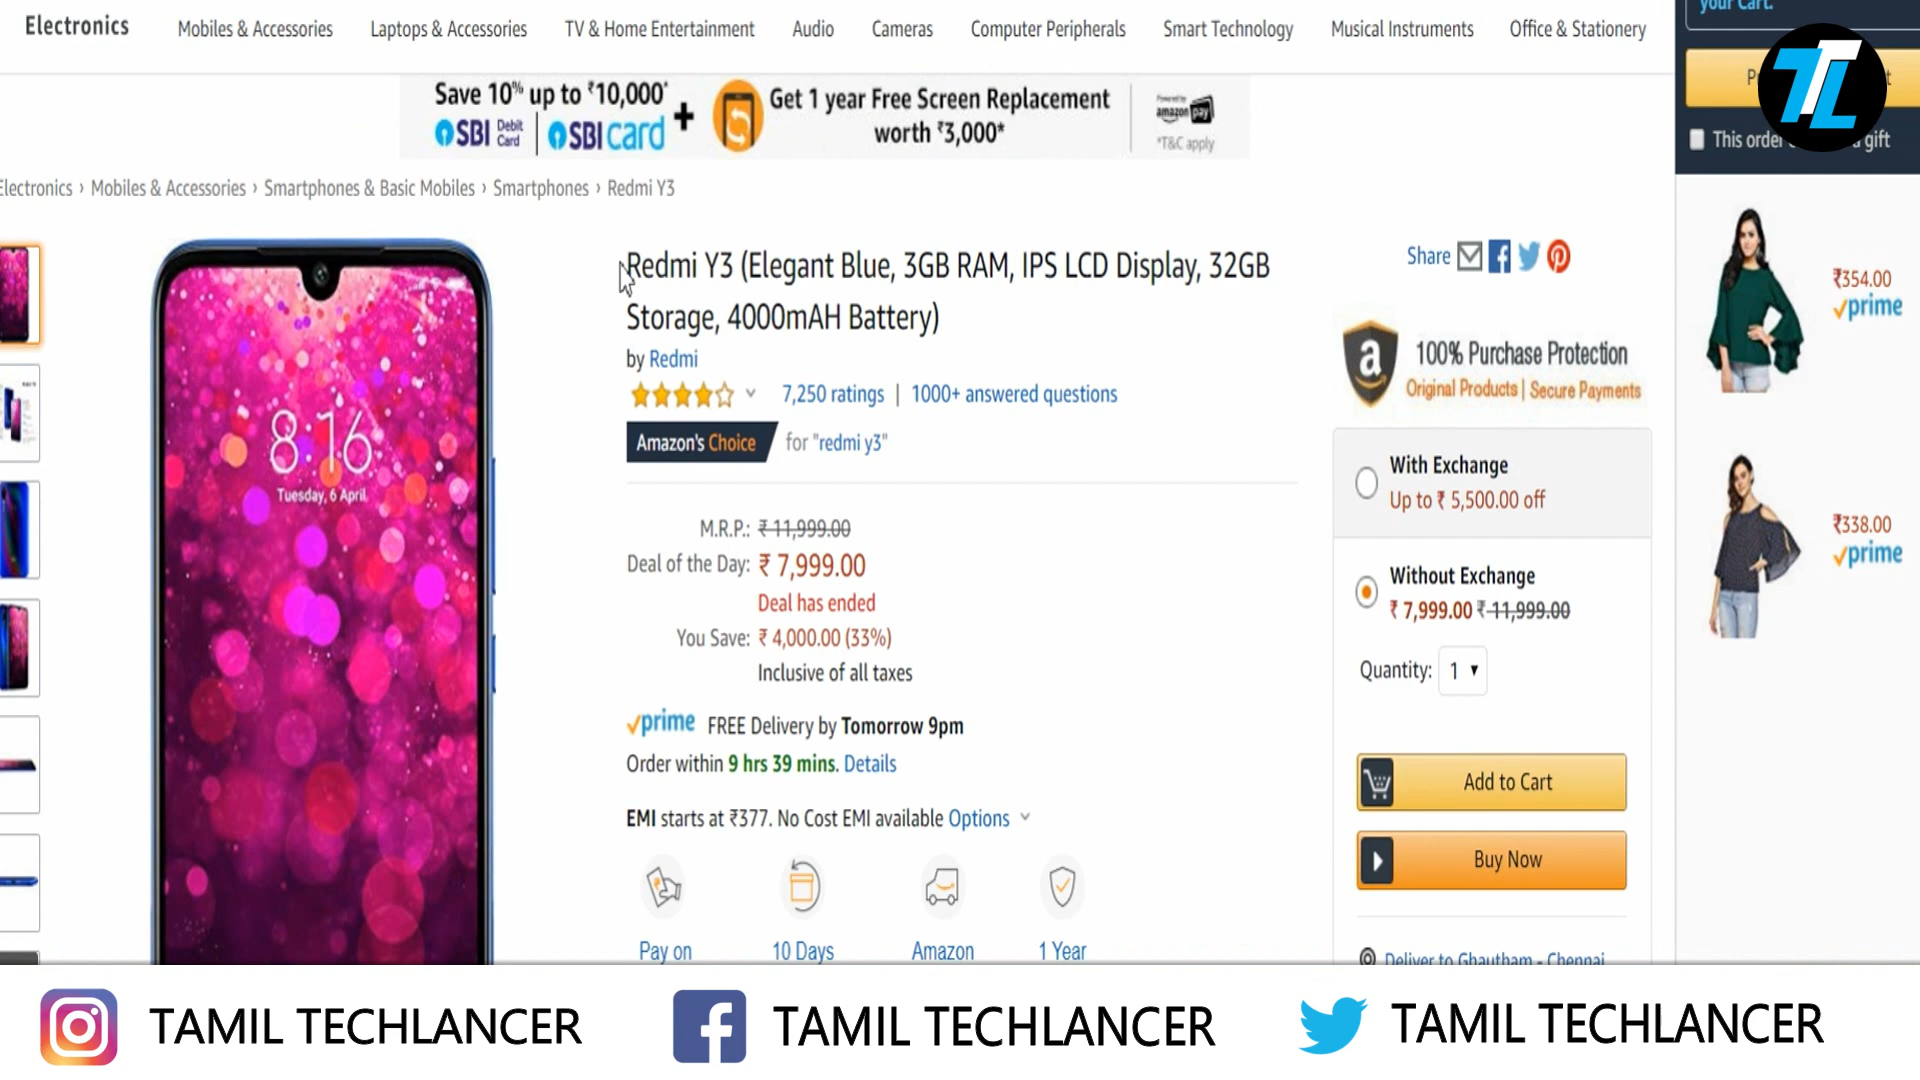 Electronics
Mobiles & Accessories
Laptops & Accessories
TV & Home Entertainment
Audio
Cameras
Computer Peripherals
Smart Technology
Musical Instruments
Office & Stationery
your Cart.
TTL
This order
gift
Save 10% up to ₹10,000*
SBI Debit Card | SBI card
+
Get 1 year Free Screen Replacement
worth ₹3,000*
Powered by
amazon pay
*T&C apply
Electronics › Mobiles & Accessories › Smartphones & Basic Mobiles › Smartphones › Redmi Y3
8:16
Tuesday, 6 April
Redmi Y3 (Elegant Blue, 3GB RAM, IPS LCD Display, 32GB
Storage, 4000mAH Battery)
by Redmi
7,250 ratings | 1000+ answered questions
Amazon's Choice for "redmi y3"
M.R.P.: ₹ 11,999.00
Deal of the Day: ₹ 7,999.00
Deal has ended
You Save: ₹ 4,000.00 (33%)
Inclusive of all taxes
prime FREE Delivery by Tomorrow 9pm
Order within 9 hrs 39 mins. Details
EMI starts at ₹377. No Cost EMI available Options
Pay on
10 Days
Amazon
1 Year
Share
a
100% Purchase Protection
Original Products | Secure Payments
With Exchange
Up to ₹ 5,500.00 off
Without Exchange
₹ 7,999.00 ₹ 11,999.00
Quantity: 1
Add to Cart
Buy Now
Deliver to Ghautham - Chennai
₹354.00
prime
₹338.00
prime
TAMIL TECHLANCER
TAMIL TECHLANCER
TAMIL TECHLANCER